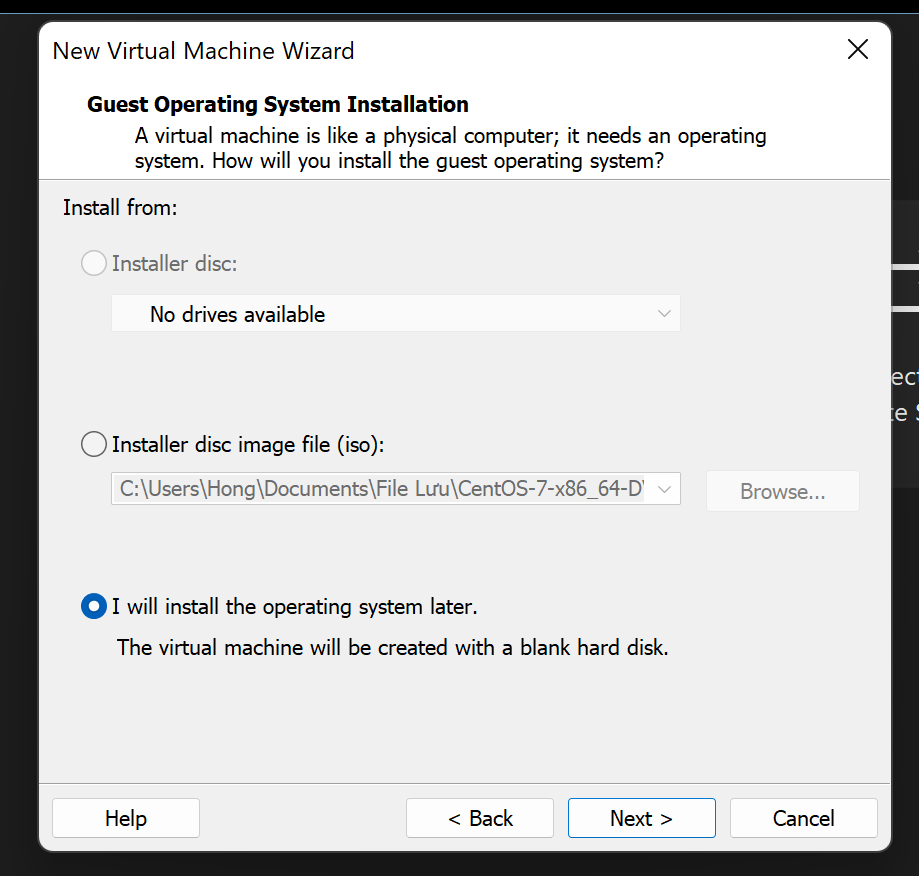 New Virtual Machine Wizard
Guest Operating System Installation
A virtual machine is like a physical computer; it needs an operating
system. How will you install the guest operating system?
Install from:
Installer disc:
No drives available
Installer disc image file (iso):
C:\Users\Hong\Documents\File Lưu\CentOS-7-x86_64-D
Browse...
I will install the operating system later.
The virtual machine will be created with a blank hard disk.
Help
< Back
Next >
Cancel